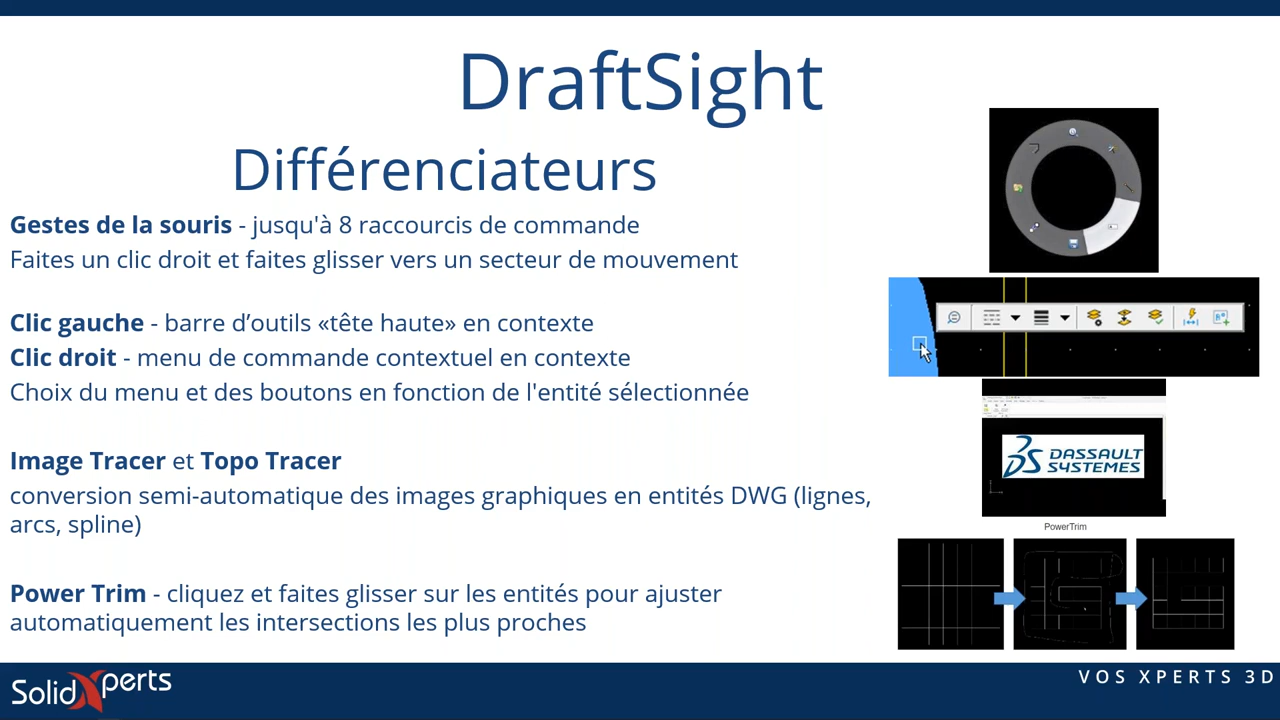 DraftSight
Différenciateurs
Gestes de la souris - jusqu'à 8 raccourcis de commande
Faites un clic droit et faites glisser vers un secteur de mouvement
Clic gauche - barre d’outils «tête haute» en contexte
Clic droit - menu de commande contextuel en contexte
Choix du menu et des boutons en fonction de l'entité sélectionnée
Image Tracer et Topo Tracer
conversion semi-automatique des images graphiques en entités DWG (lignes,
arcs, spline)
Power Trim - cliquez et faites glisser sur les entités pour ajuster
automatiquement les intersections les plus proches
DASSAULT
SYSTEMES
PowerTrim
SolidXperts
VOS XPERTS 3D